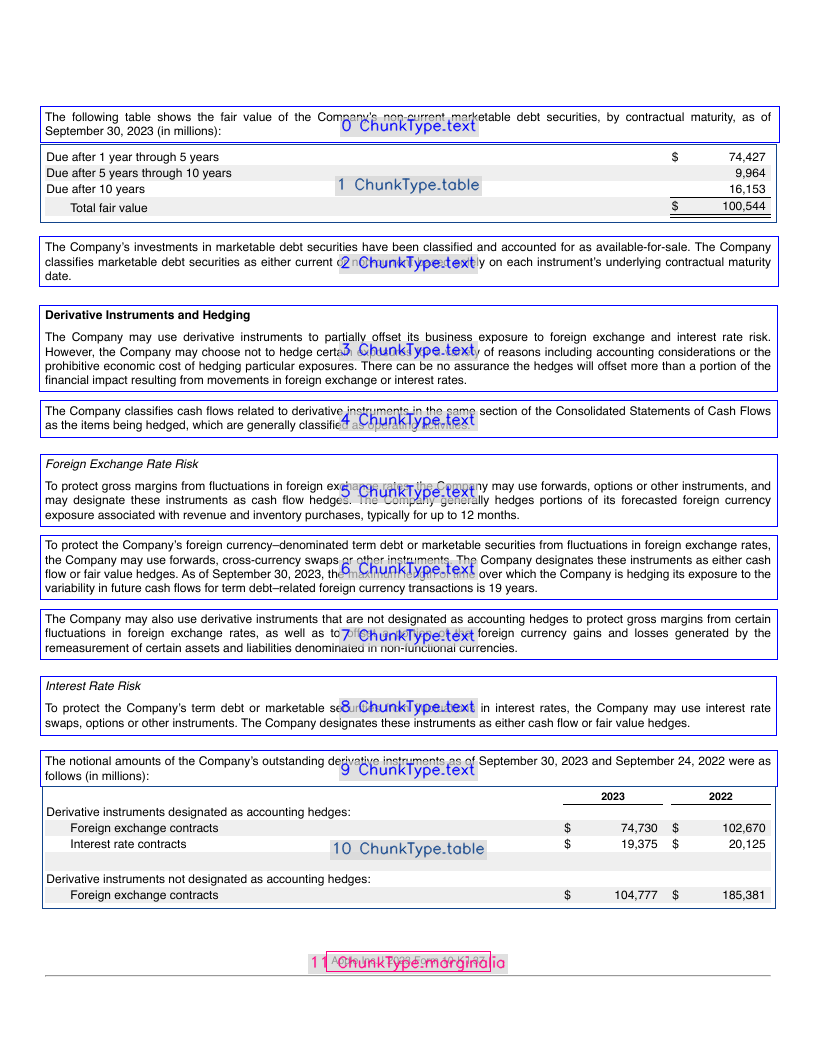 The following table shows the fair value of the Company's non-current marketable debt securities, by contractual maturity, as of
September 30, 2023 (in millions):
0 ChunkType.text
Due after 1 year through 5 years $ 74,427
Due after 5 years through 10 years 9,964
Due after 10 years 16,153
Total fair value $ 100,544
1 ChunkType.table
The Company's investments in marketable debt securities have been classified and accounted for as available-for-sale. The Company
classifies marketable debt securities as either current on each instrument's underlying contractual maturity
date.
2 ChunkType.text
Derivative Instruments and Hedging
The Company may use derivative instruments to partially offset its business exposure to foreign exchange and interest rate risk.
However, the Company may choose not to hedge certain of reasons including accounting considerations or the
prohibitive economic cost of hedging particular exposures. There can be no assurance the hedges will offset more than a portion of the
financial impact resulting from movements in foreign exchange or interest rates.
3 ChunkType.text
The Company classifies cash flows related to derivative instruments in the same section of the Consolidated Statements of Cash Flows
as the items being hedged, which are generally classified as operating activities.
4 ChunkType.text
Foreign Exchange Rate Risk
To protect gross margins from fluctuations in foreign exchange rates, the Company may use forwards, options or other instruments, and
may designate these instruments as cash flow hedges. The Company generally hedges portions of its forecasted foreign currency
exposure associated with revenue and inventory purchases, typically for up to 12 months.
5 ChunkType.text
To protect the Company's foreign currency–denominated term debt or marketable securities from fluctuations in foreign exchange rates,
the Company may use forwards, cross-currency swaps or other instruments. The Company designates these instruments as either cash
flow or fair value hedges. As of September 30, 2023, the maximum length of time over which the Company is hedging its exposure to the
variability in future cash flows for term debt–related foreign currency transactions is 19 years.
6 ChunkType.text
The Company may also use derivative instruments that are not designated as accounting hedges to protect gross margins from certain
fluctuations in foreign exchange rates, as well as to foreign currency gains and losses generated by the
remeasurement of certain assets and liabilities denominated in non-functional currencies.
7 ChunkType.text
Interest Rate Risk
To protect the Company's term debt or marketable in interest rates, the Company may use interest rate
swaps, options or other instruments. The Company designates these instruments as either cash flow or fair value hedges.
8 ChunkType.text
The notional amounts of the Company's outstanding derivative instruments as of September 30, 2023 and September 24, 2022 were as
follows (in millions):
9 ChunkType.text
2023 2022
Derivative instruments designated as accounting hedges:
Foreign exchange contracts $ 74,730 $ 102,670
Interest rate contracts $ 19,375 $ 20,125
10 ChunkType.table
Derivative instruments not designated as accounting hedges:
Foreign exchange contracts $ 104,777 $ 185,381
11 ChunkType.marginalia